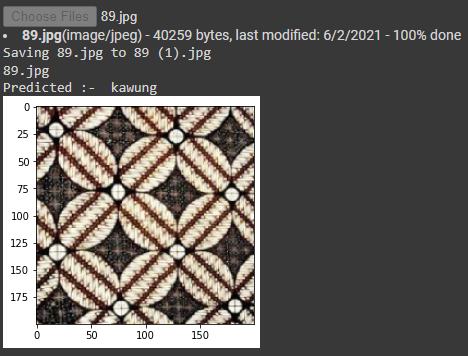 Choose Files 89.jpg
• 89.jpg(image/jpeg) - 40259 bytes, last modified: 6/2/2021 - 100% done
Saving 89.jpg to 89 (1).jpg
89.jpg
Predicted :-  kawung
0
25
50
75
100
125
150
175
0 50 100 150